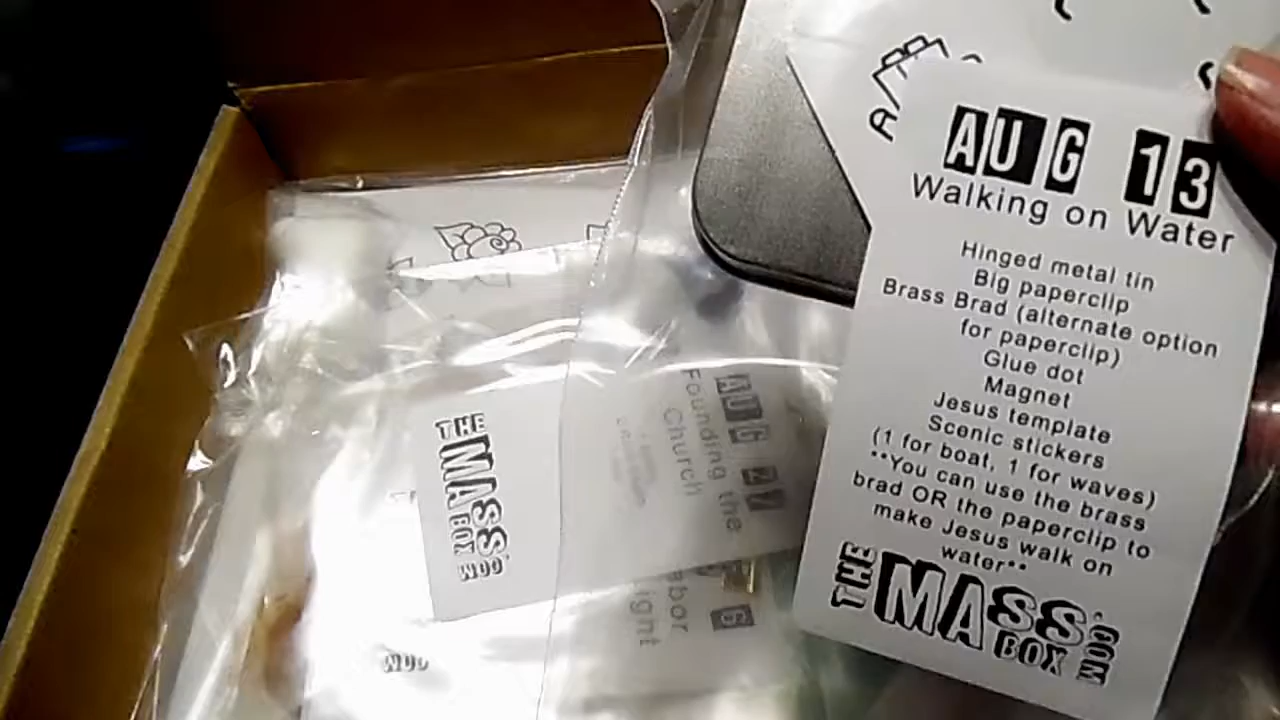 AUG 13
Walking on Water
Hinged metal tin
Big paperclip
Brass Brad (alternate option
for paperclip)
Glue dot
Magnet
Jesus template
Scenic stickers
(1 for boat, 1 for waves)
**You can use the brass
brad OR the paperclip to
make Jesus walk on
water**
THE MASS BOX .COM
AUG
Founding the
Church
THE MASS BOX .COM
6